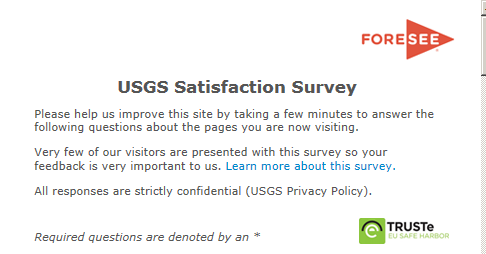 FORESEE
USGS Satisfaction Survey
Please help us improve this site by taking a few minutes to answer the
following questions about the pages you are now visiting.
Very few of our visitors are presented with this survey so your
feedback is very important to us. Learn more about this survey.
All responses are strictly confidential (USGS Privacy Policy).
TRUSTe
EU SAFE HARBOR
Required questions are denoted by an *